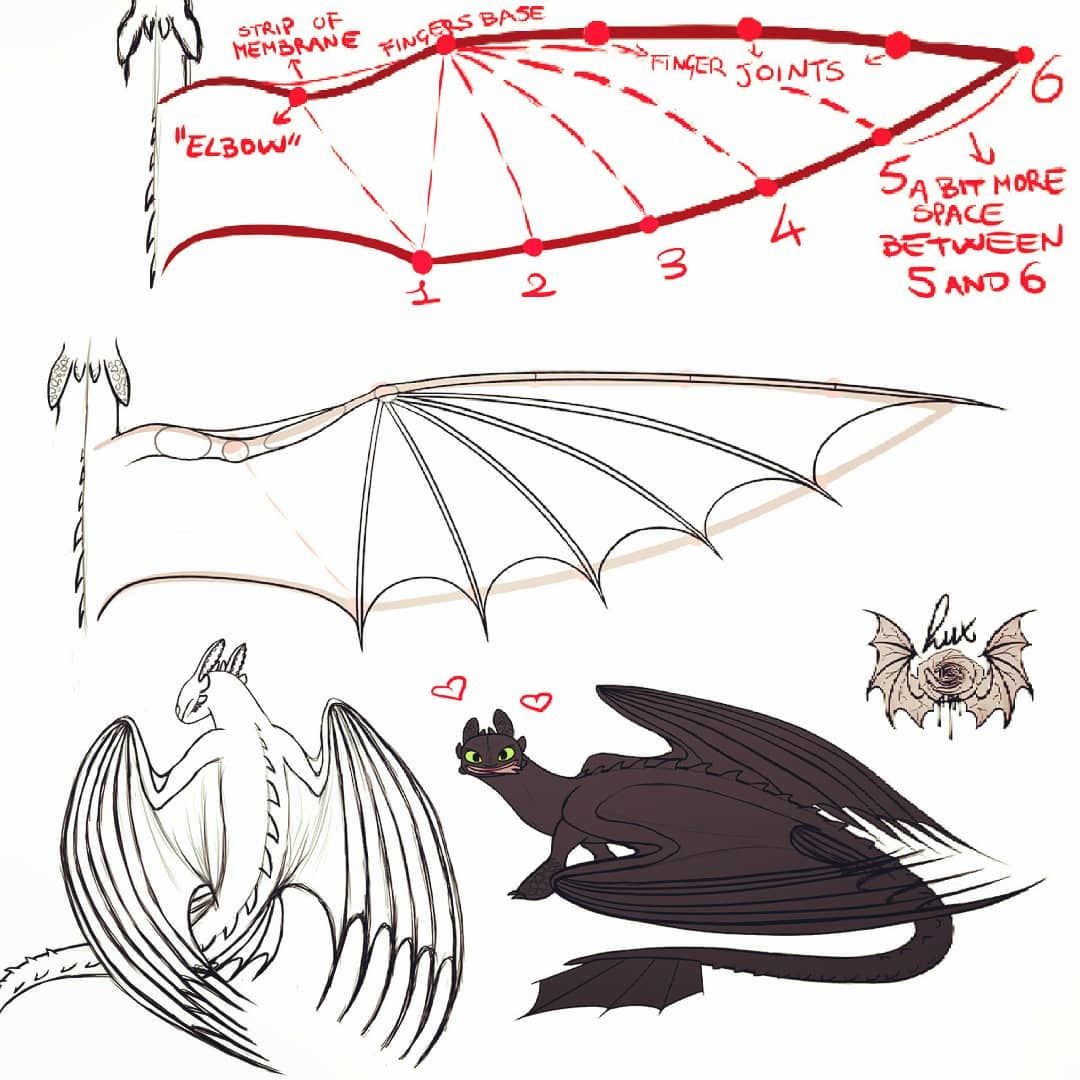 STRIP OF
MEMBRANE
FINGERS BASE
FINGER JOINTS
"ELBOW"
6
5 A BIT MORE
SPACE
BETWEEN
5 AND 6
4
3
2
1
lux